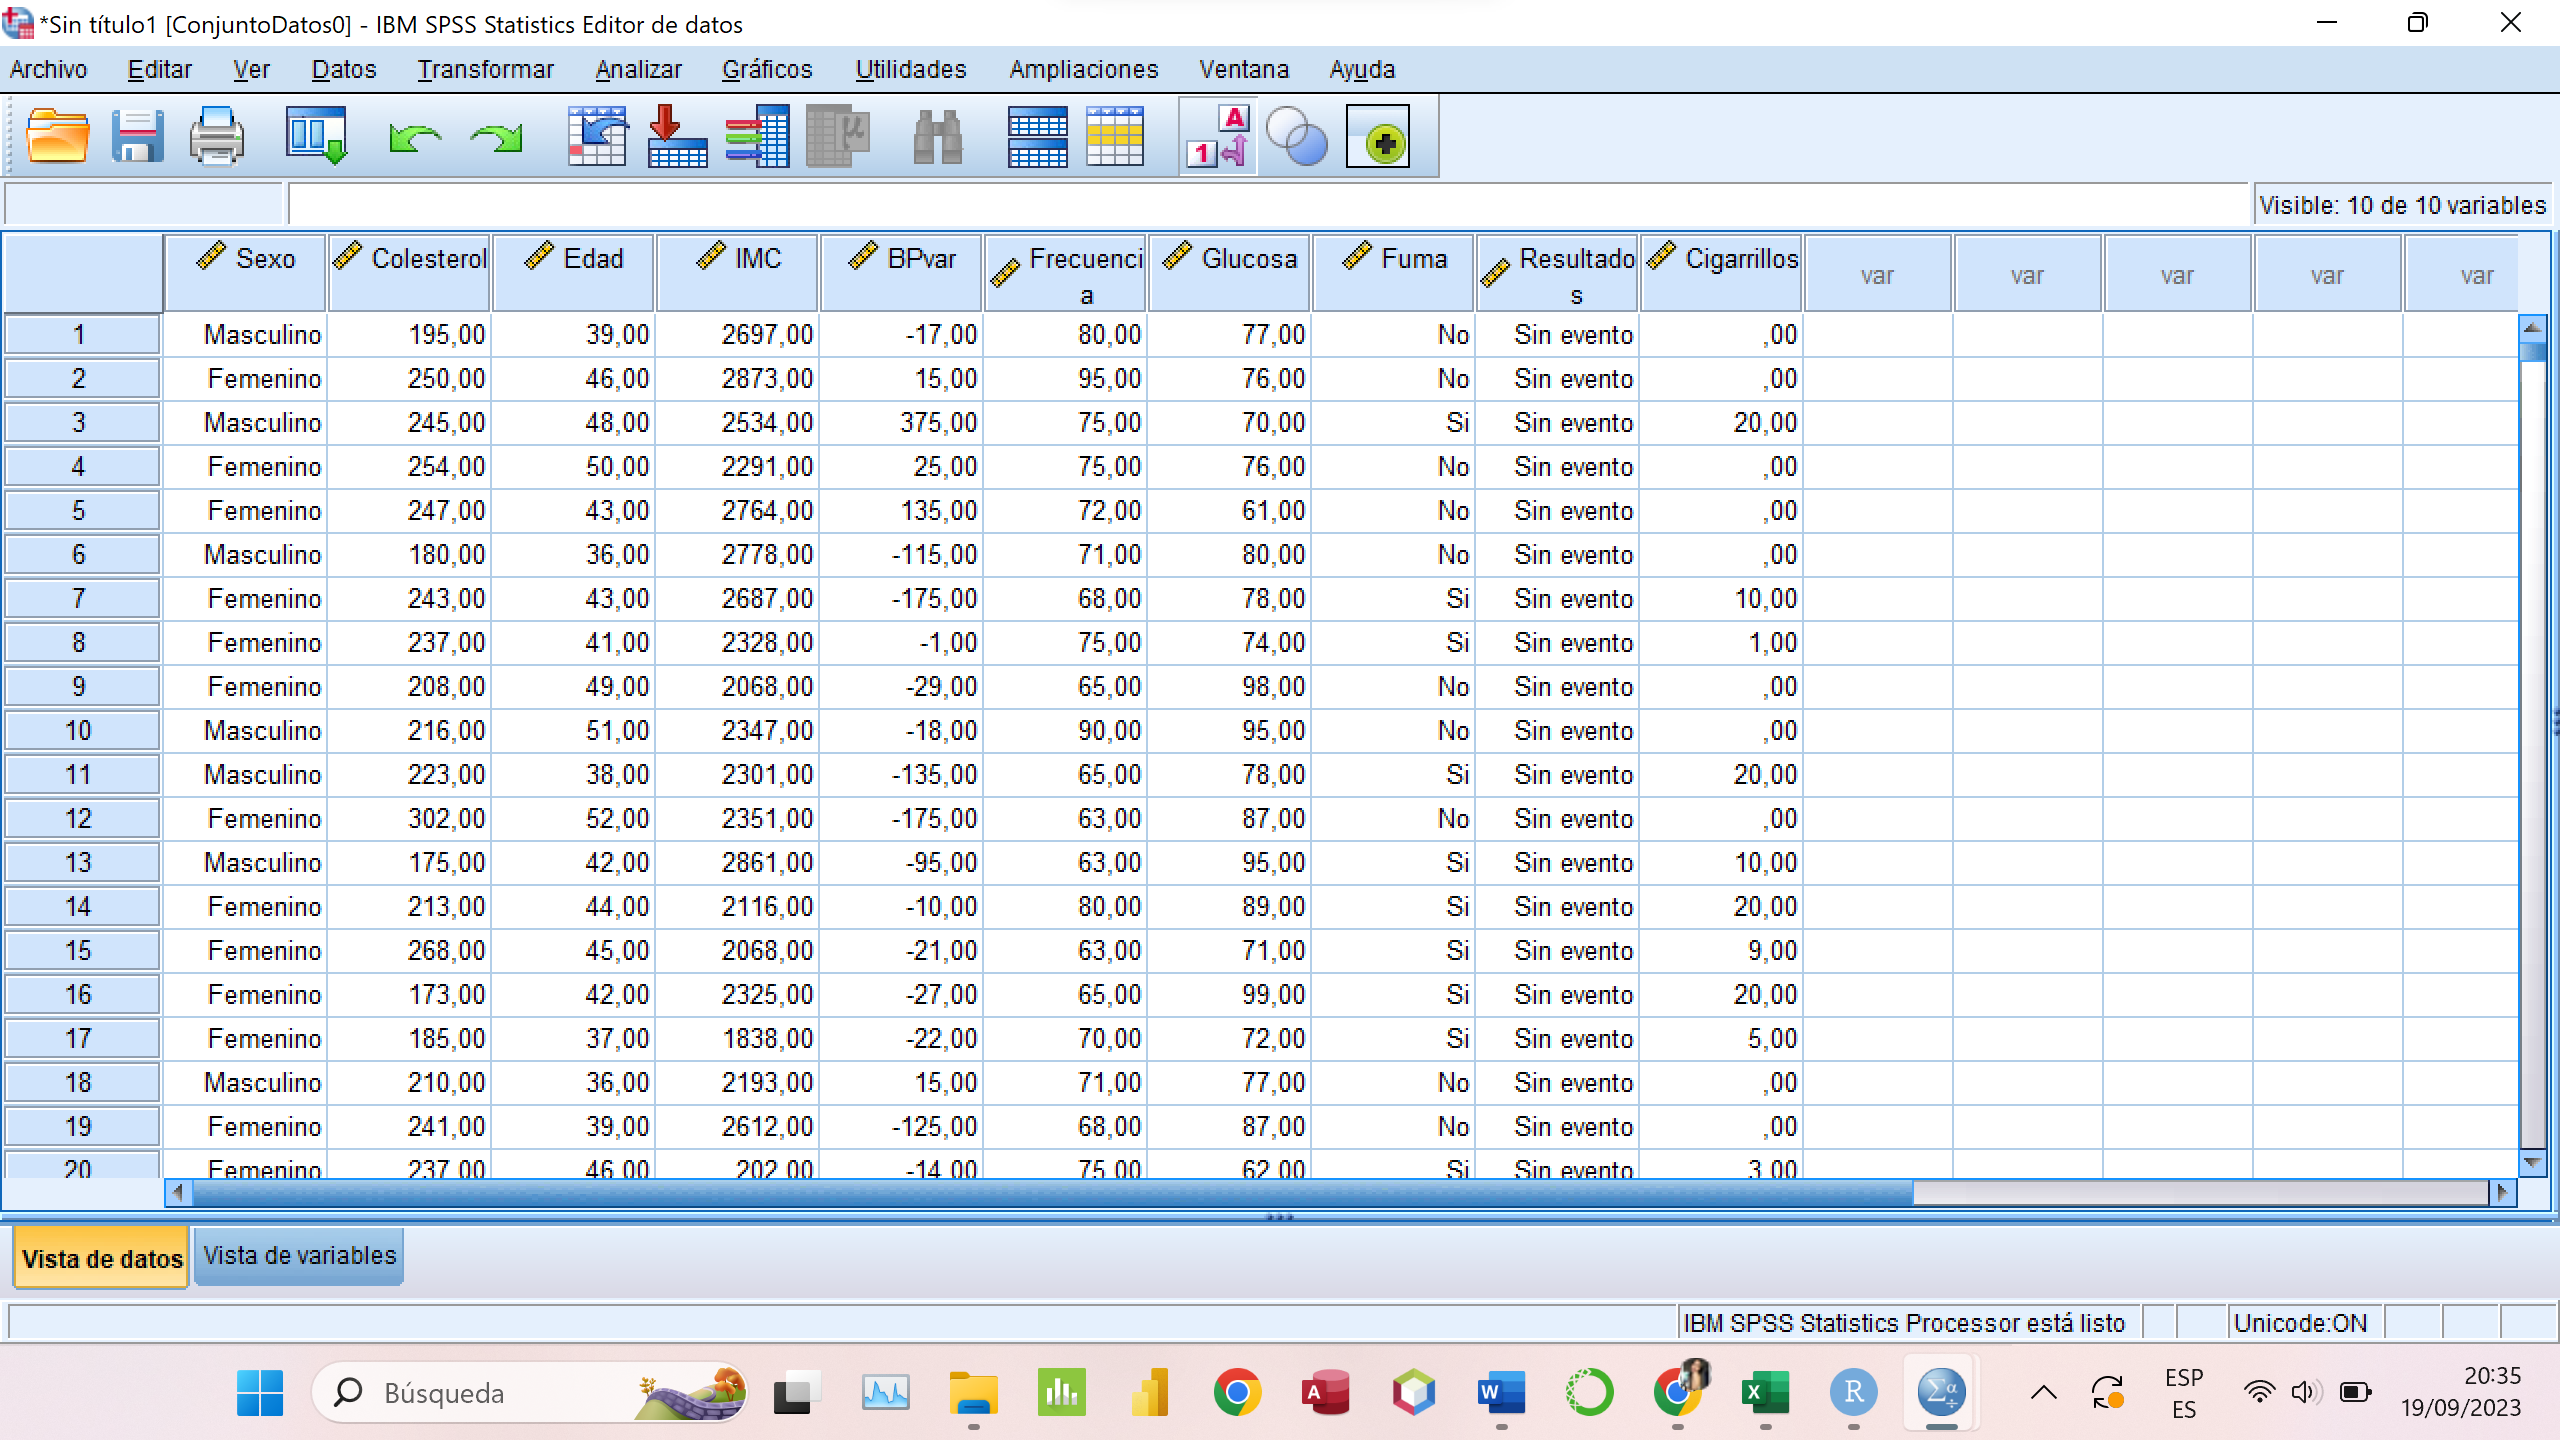 *Sin título1 [ConjuntoDatos0] - IBM SPSS Statistics Editor de datos
Archivo Editar Ver Datos Transformar Analizar Gráficos Utilidades Ampliaciones Ventana Ayuda
A
1
μ
Visible: 10 de 10 variables
Sexo Colesterol Edad IMC BPvar Frecuencia Glucosa Fuma Resultados Cigarrillos var var var var var
1 Masculino 195,00 39,00 2697,00 -17,00 80,00 77,00 No Sin evento ,00
2 Femenino 250,00 46,00 2873,00 15,00 95,00 76,00 No Sin evento ,00
3 Masculino 245,00 48,00 2534,00 375,00 75,00 70,00 Si Sin evento 20,00
4 Femenino 254,00 50,00 2291,00 25,00 75,00 76,00 No Sin evento ,00
5 Femenino 247,00 43,00 2764,00 135,00 72,00 61,00 No Sin evento ,00
6 Masculino 180,00 36,00 2778,00 -115,00 71,00 80,00 No Sin evento ,00
7 Femenino 243,00 43,00 2687,00 -175,00 68,00 78,00 Si Sin evento 10,00
8 Femenino 237,00 41,00 2328,00 -1,00 75,00 74,00 Si Sin evento 1,00
9 Femenino 208,00 49,00 2068,00 -29,00 65,00 98,00 No Sin evento ,00
10 Masculino 216,00 51,00 2347,00 -18,00 90,00 95,00 No Sin evento ,00
11 Masculino 223,00 38,00 2301,00 -135,00 65,00 78,00 Si Sin evento 20,00
12 Femenino 302,00 52,00 2351,00 -175,00 63,00 87,00 No Sin evento ,00
13 Masculino 175,00 42,00 2861,00 -95,00 63,00 95,00 Si Sin evento 10,00
14 Femenino 213,00 44,00 2116,00 -10,00 80,00 89,00 Si Sin evento 20,00
15 Femenino 268,00 45,00 2068,00 -21,00 63,00 71,00 Si Sin evento 9,00
16 Femenino 173,00 42,00 2325,00 -27,00 65,00 99,00 Si Sin evento 20,00
17 Femenino 185,00 37,00 1838,00 -22,00 70,00 72,00 Si Sin evento 5,00
18 Masculino 210,00 36,00 2193,00 15,00 71,00 77,00 No Sin evento ,00
19 Femenino 241,00 39,00 2612,00 -125,00 68,00 87,00 No Sin evento ,00
20 Femenino 237,00 46,00 202,00 -14,00 75,00 62,00 Si Sin evento 3,00
Vista de datos Vista de variables
IBM SPSS Statistics Processor está listo Unicode:ON
Búsqueda
A W X R Σα
ESP
ES
20:35
19/09/2023